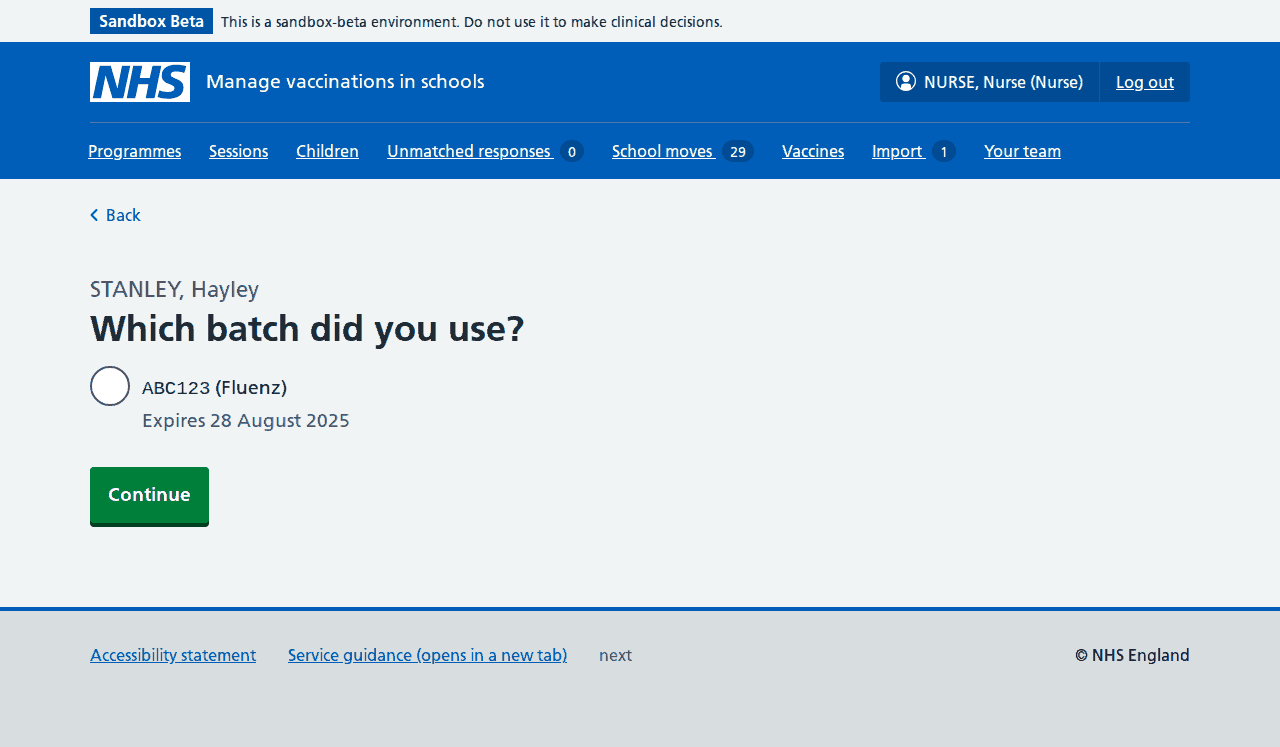 Sandbox Beta This is a sandbox-beta environment. Do not use it to make clinical decisions.
NHS Manage vaccinations in schools NURSE, Nurse (Nurse) Log out
Programmes Sessions Children Unmatched responses 0 School moves 29 Vaccines Import 1 Your team
Back
STANLEY, Hayley
Which batch did you use?
ABC123 (Fluenz)
Expires 28 August 2025
Continue
Accessibility statement Service guidance (opens in a new tab) next © NHS England